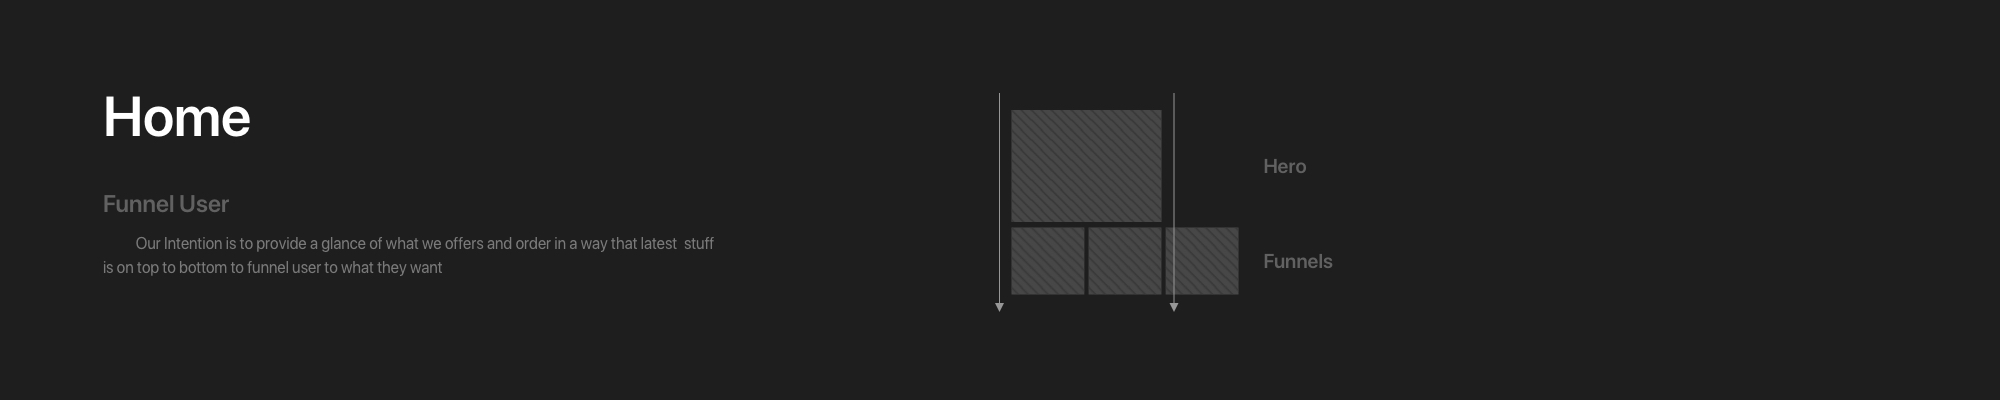 Home
Funnel User
Our Intention is to provide a glance of what we offers and order in a way that latest  stuff
is on top to bottom to funnel user to what they want
Hero
Funnels